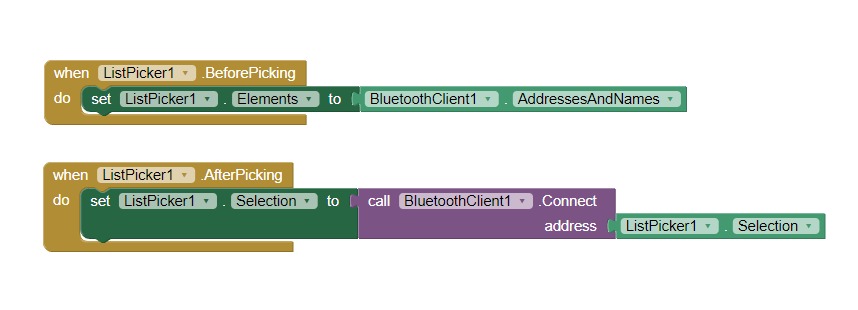 when ListPicker1 .BeforePicking
do set ListPicker1 . Elements to BluetoothClient1 . AddressesAndNames
when ListPicker1 .AfterPicking
do set ListPicker1 . Selection to call BluetoothClient1 .Connect
address ListPicker1 . Selection